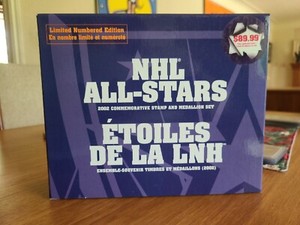 Limited Numbered Edition
En nombre limité et numéroté
$89.99
NHL
ALL-STARS
2002 COMMEMORATIVE STAMP AND MEDALLION SET
ÉTOILES
DE LA LNH
ENSEMBLE-SOUVENIR TIMBRES ET MÉDAILLONS (2002)